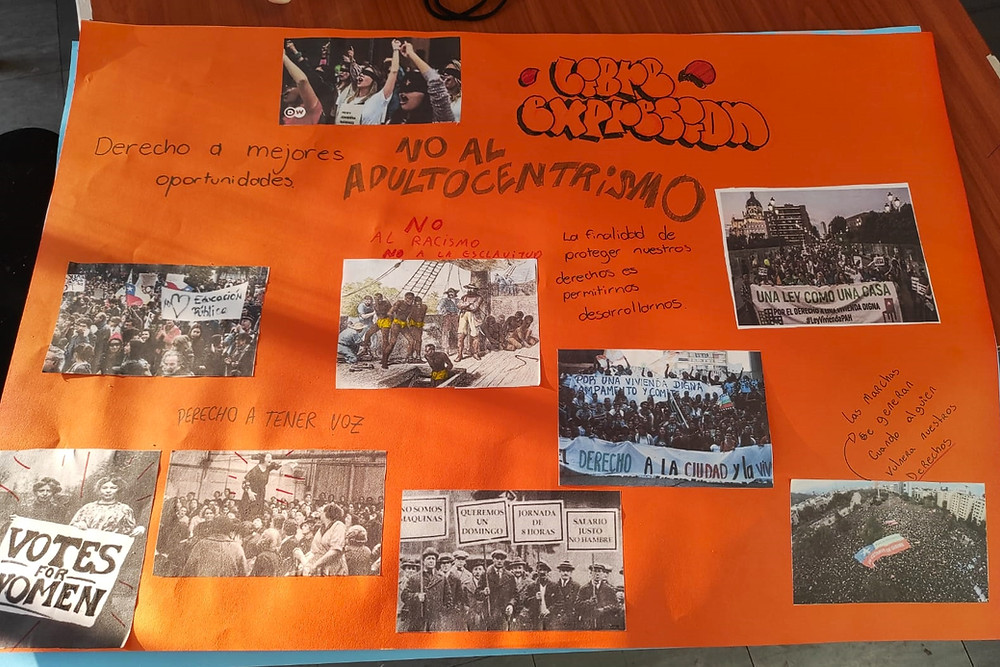 DW
LIBRE
EXPRESION
Derecho a mejores
oportunidades.
NO AL
ADULTOCENTRISMO
NO
AL RACISMO
NO A LA ESCLAVITUD
La finalidad de
proteger nuestros
derechos es
permitirnos
desarrollarnos.
UNA LEY COMO UNA CASA
POR EL DERECHO A UNA VIVIENDA DIGNA
#LeyViviendaPAH
Educación
Pública
POR UNA VIVIENDA DIGNA
DERECHO A LA CIUDAD y la VIV
Las marchas
se generan
cuando alguien
vulnera nuestros
Derechos
DERECHO A TENER VOZ
VOTES
FOR
WOMEN
NO SOMOS
MAQUINAS
QUEREMOS
UN
DOMINGO
JORNADA
DE
8 HORAS
SALARIO
JUSTO
NO HAMBRE